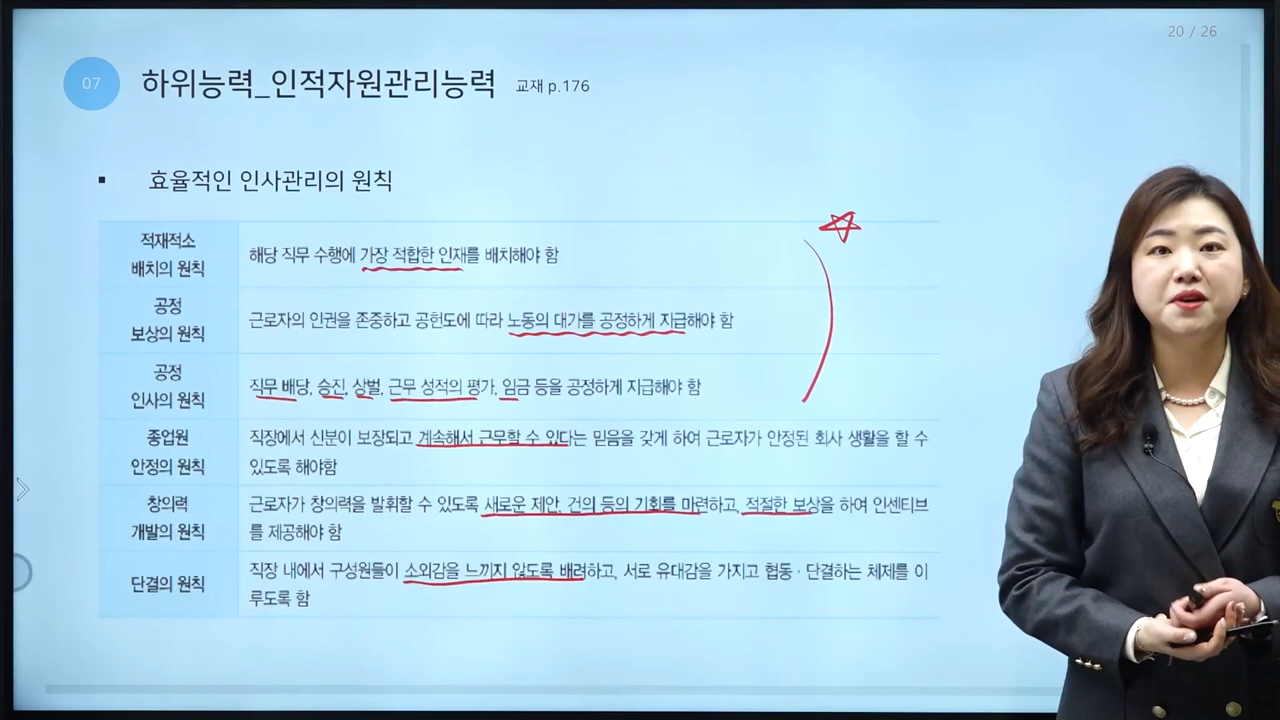 20 / 26
07
하위능력_인적자원관리능력 교재 p.176
▪ 효율적인 인사관리의 원칙
적재적소
배치의 원칙
해당 직무 수행에 가장 적합한 인재를 배치해야 함
공정
보상의 원칙
근로자의 인권을 존중하고 공헌도에 따라 노동의 대가를 공정하게 지급해야 함
공정
인사의 원칙
직무 배당, 승진, 상벌, 근무 성적의 평가, 임금 등을 공정하게 지급해야 함
종업원
안정의 원칙
직장에서 신분이 보장되고 계속해서 근무할 수 있다는 믿음을 갖게 하여 근로자가 안정된 회사 생활을 할 수
있도록 해야함
창의력
개발의 원칙
근로자가 창의력을 발휘할 수 있도록 새로운 제안, 건의 등의 기회를 마련하고, 적절한 보상을 하여 인센티브
를 제공해야 함
단결의 원칙
직장 내에서 구성원들이 소외감을 느끼지 않도록 배려하고, 서로 유대감을 가지고 협동·단결하는 체제를 이
루도록 함